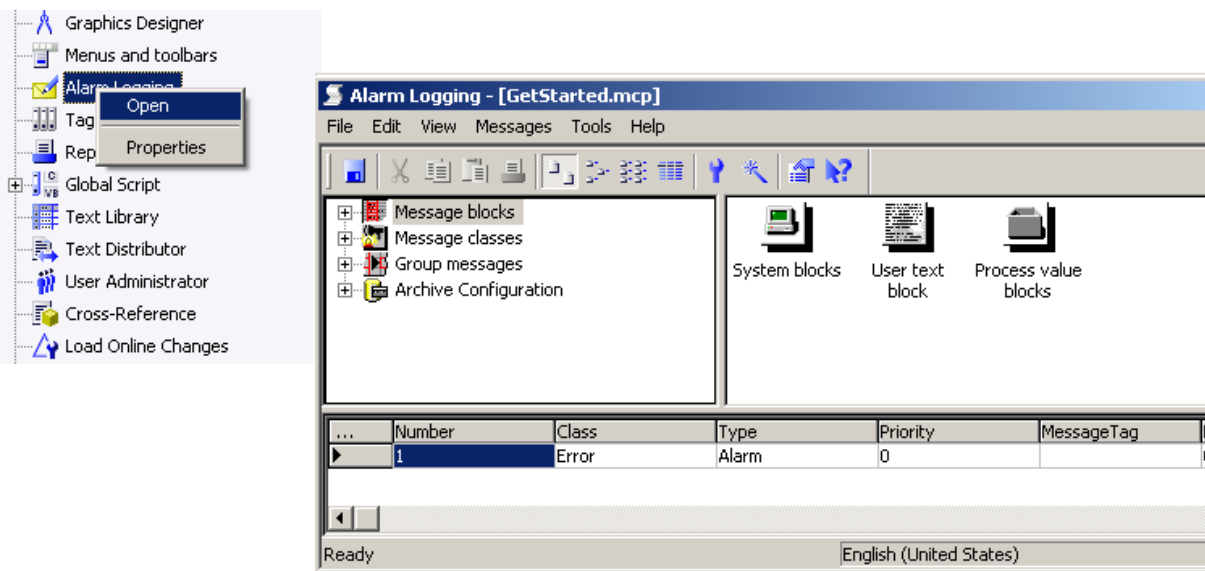 Graphics Designer
Menus and toolbars
Open
Tag
Properties
Rep
Global Script
Text Library
Text Distributor
User Administrator
Cross-Reference
Load Online Changes
Alarm Logging - [GetStarted.mcp]
File Edit View Messages Tools Help
Message blocks
Message classes
Group messages
Archive Configuration
System blocks
User text block
Process value blocks
... Number Class Type Priority MessageTag
1 Error Alarm 0
Ready English (United States)